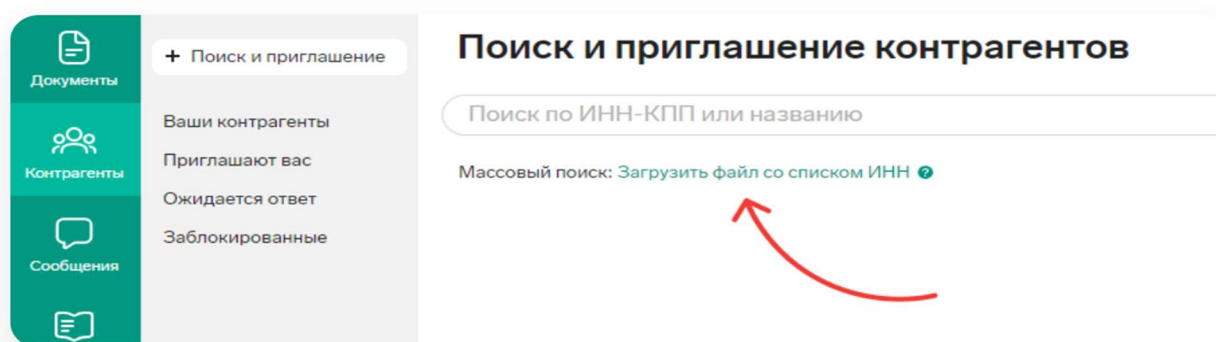 Документы
Контрагенты
Сообщения
+ Поиск и приглашение
Ваши контрагенты
Приглашают вас
Ожидается ответ
Заблокированные
Поиск и приглашение контрагентов
Поиск по ИНН-КПП или названию
Массовый поиск: Загрузить файл со списком ИНН ?